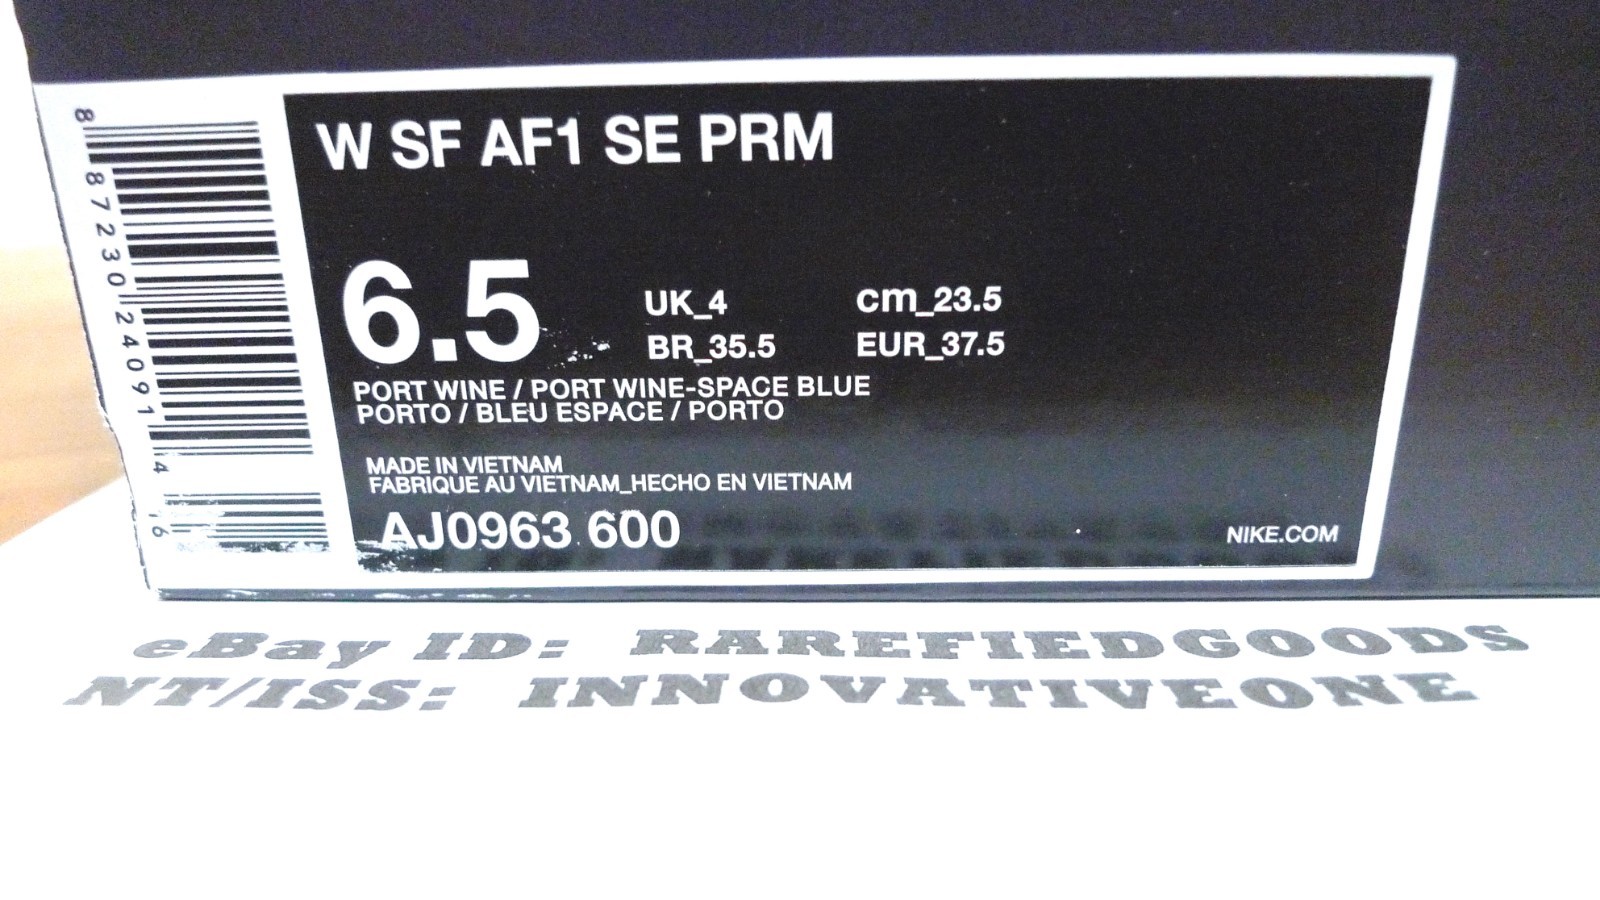 8 87230 24091 4 6
W SF AF1 SE PRM
6.5
UK_4 cm_23.5
BR_35.5 EUR_37.5
PORT WINE / PORT WINE-SPACE BLUE
PORTO / BLEU ESPACE / PORTO
MADE IN VIETNAM
FABRIQUE AU VIETNAM_HECHO EN VIETNAM
AJ0963 600
NIKE.COM
eBay ID: RAREFIEDGOODS
NT/ISS: INNOVATIVEONE